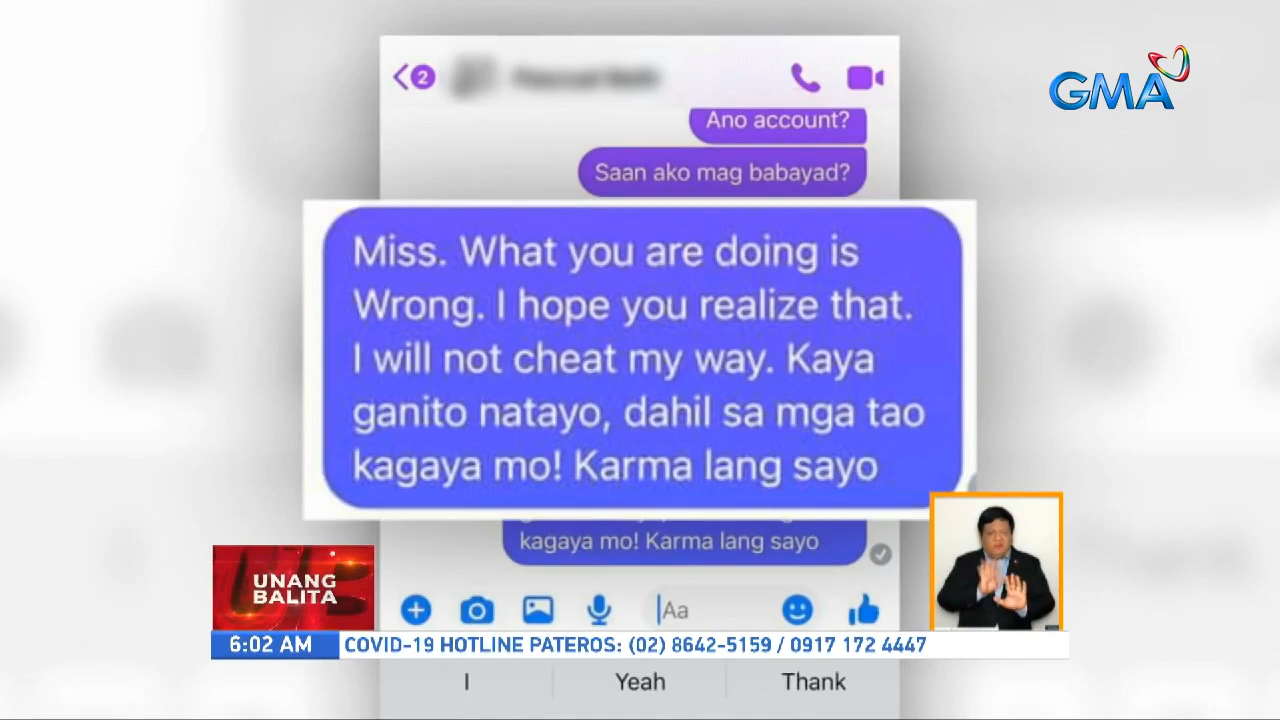 2
GMA
Ano account?
Saan ako mag babayad?
Miss. What you are doing is
Wrong. I hope you realize that.
I will not cheat my way. Kaya
ganito natayo, dahil sa mga tao
kagaya mo! Karma lang sayo
kagaya mo! Karma lang sayo
Aa
UNANG
BALITA
6:02 AM
COVID-19 HOTLINE PATEROS: (02) 8642-5159 / 0917 172 4447
I
Yeah
Thank